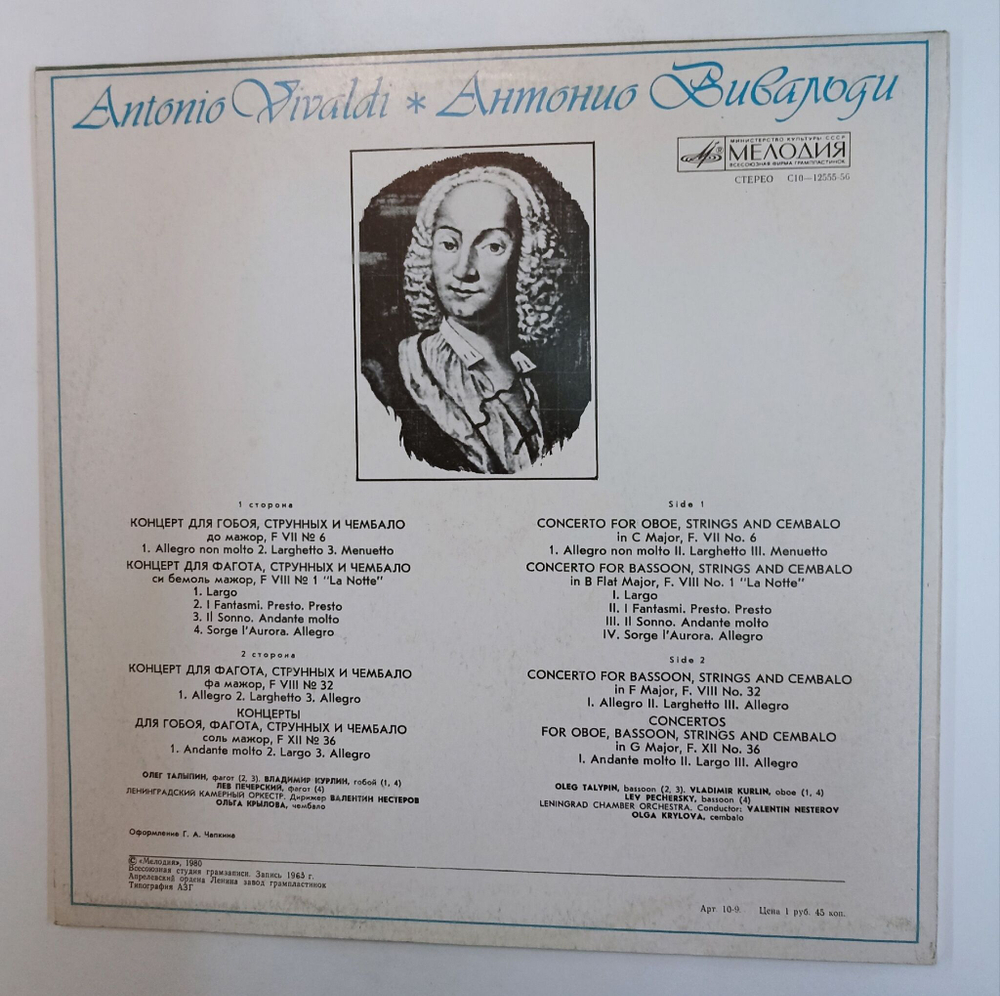 Antonio Vivaldi * Антонио Вивальди
МИНИСТЕРСТВО КУЛЬТУРЫ СССР
МЕЛОДИЯ
ВСЕСОЮЗНАЯ ФИРМА ГРАМПЛАСТИНОК
СТЕРЕО С10—12555-56
1 сторона
КОНЦЕРТ ДЛЯ ГОБОЯ, СТРУННЫХ И ЧЕМБАЛО
до мажор, F VII № 6
1. Allegro non molto 2. Larghetto 3. Menuetto
КОНЦЕРТ ДЛЯ ФАГОТА, СТРУННЫХ И ЧЕМБАЛО
си бемоль мажор, F VIII № 1 "La Notte"
1. Largo
2. I Fantasmi. Presto. Presto
3. Il Sonno. Andante molto
4. Sorge l'Aurora. Allegro
2 сторона
КОНЦЕРТ ДЛЯ ФАГОТА, СТРУННЫХ И ЧЕМБАЛО
фа мажор, F VIII № 32
1. Allegro 2. Larghetto 3. Allegro
КОНЦЕРТЫ
ДЛЯ ГОБОЯ, ФАГОТА, СТРУННЫХ И ЧЕМБАЛО
соль мажор, F XII № 36
1. Andante molto 2. Largo 3. Allegro
ОЛЕГ ТАЛЫПИН, фагот (2, 3). ВЛАДИМИР КУРЛИН, гобой (1, 4)
ЛЕВ ПЕЧЕРСКИЙ, фагот (4)
ЛЕНИНГРАДСКИЙ КАМЕРНЫЙ ОРКЕСТР. Дирижер ВАЛЕНТИН НЕСТЕРОВ
ОЛЬГА КРЫЛОВА, чембало
Оформление Г. А. Чапкина
Side 1
CONCERTO FOR OBOE, STRINGS AND CEMBALO
in C Major, F. VII No. 6
1. Allegro non molto II. Larghetto III. Menuetto
CONCERTO FOR BASSOON, STRINGS AND CEMBALO
in B Flat Major, F. VIII No. 1 "La Notte"
I. Largo
II. I Fantasmi. Presto. Presto
III. Il Sonno. Andante molto
IV. Sorge l'Aurora. Allegro
Side 2
CONCERTO FOR BASSOON, STRINGS AND CEMBALO
in F Major, F. VIII No. 32
I. Allegro II. Larghetto III. Allegro
CONCERTOS
FOR OBOE, BASSOON, STRINGS AND CEMBALO
in G Major, F. XII No. 36
I. Andante molto II. Largo III. Allegro
OLEG TALYPIN, bassoon (2, 3). VLADIMIR KURLIN, oboe (1, 4)
LEV PECHERSKY, bassoon (4)
LENINGRAD CHAMBER ORCHESTRA. Conductor: VALENTIN NESTEROV
OLGA KRYLOVA, cembalo
© «Мелодия», 1980
Всесоюзная студия грамзаписи. Запись 1965 г.
Апрелевский ордена Ленина завод грампластинок
Типография АЗГ
Арт. 10-9. Цена 1 руб. 45 коп.